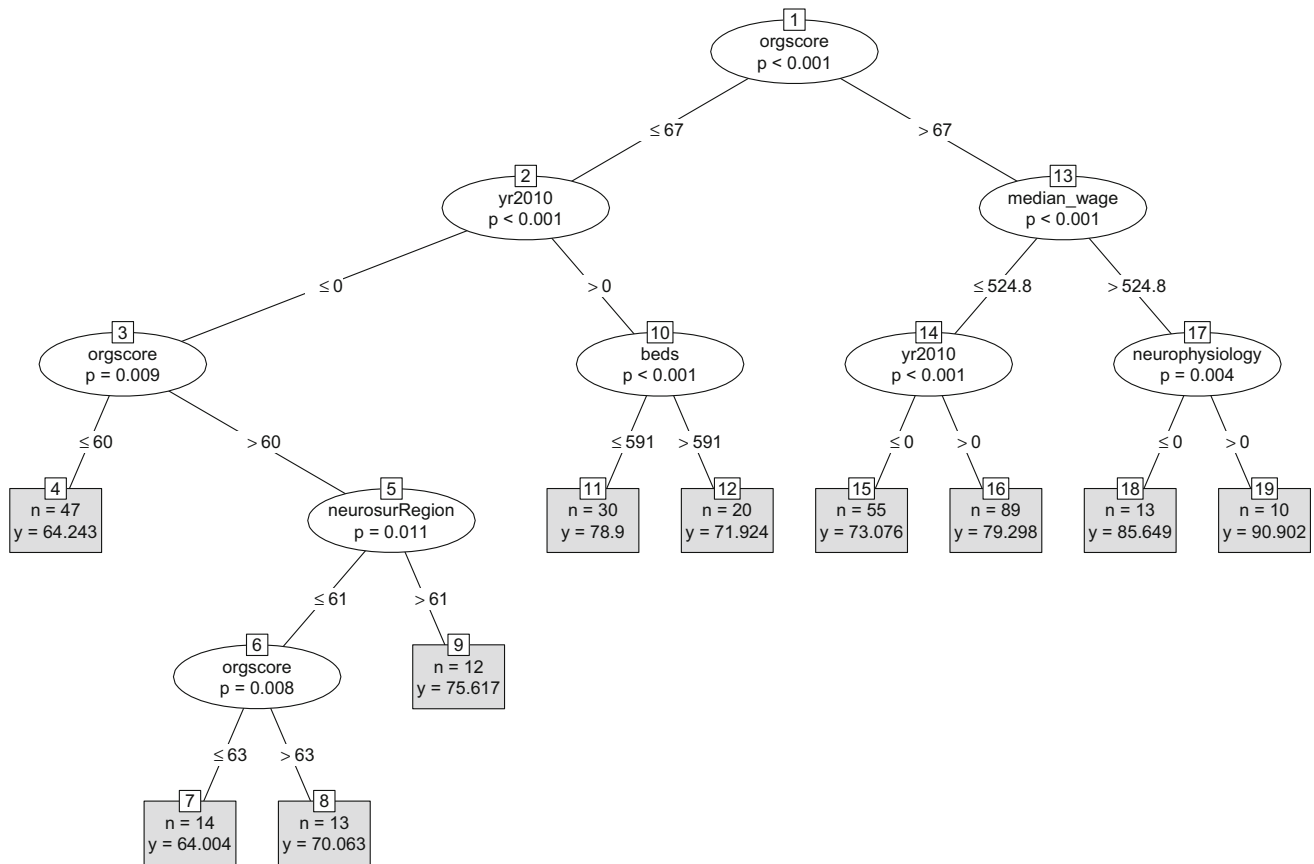 1
orgscore
p < 0.001
≤ 67
> 67
2
yr2010
p < 0.001
13
median_wage
p < 0.001
≤ 0
> 0
≤ 524.8
> 524.8
3
orgscore
p = 0.009
10
beds
p < 0.001
14
yr2010
p < 0.001
17
neurophysiology
p = 0.004
≤ 60
> 60
≤ 591
> 591
≤ 0
> 0
≤ 0
> 0
4
n = 47
y = 64.243
5
neurosurRegion
p = 0.011
11
n = 30
y = 78.9
12
n = 20
y = 71.924
15
n = 55
y = 73.076
16
n = 89
y = 79.298
18
n = 13
y = 85.649
19
n = 10
y = 90.902
≤ 61
> 61
6
orgscore
p = 0.008
9
n = 12
y = 75.617
≤ 63
> 63
7
n = 14
y = 64.004
8
n = 13
y = 70.063